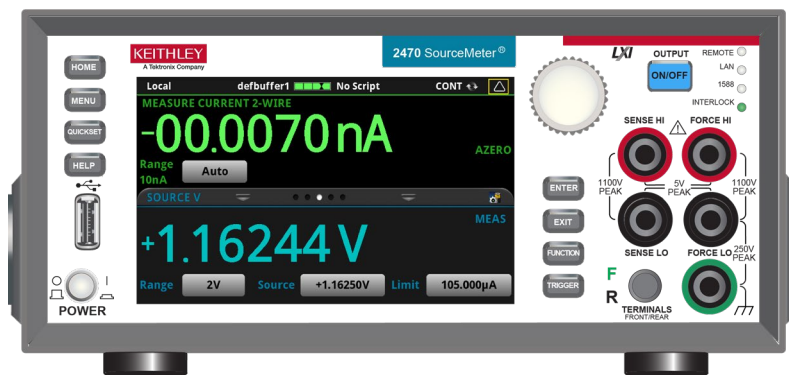 KEITHLEY
A Tektronix Company
2470 SourceMeter®
LXI
OUTPUT
ON/OFF
REMOTE
LAN
1588
INTERLOCK
HOME
MENU
QUICKSET
HELP
POWER
Local defbuffer1 No Script CONT
MEASURE CURRENT 2-WIRE
-00.0070 nA
AZERO
Range Auto
10nA
SOURCE V
MEAS
+1.16244 V
Range 2V Source +1.16250V Limit 105.000µA
ENTER
EXIT
FUNCTION
TRIGGER
SENSE HI FORCE HI
1100V PEAK
5V PEAK
1100V PEAK
SENSE LO FORCE LO
250V PEAK
F
R
TERMINALS
FRONT/REAR